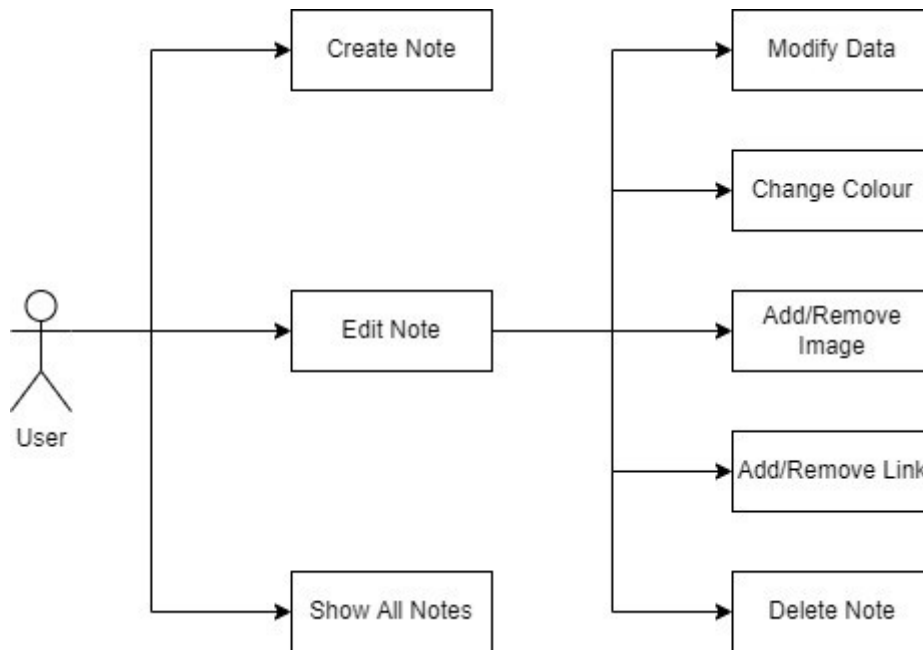 Create Note
Modify Data
Change Colour
User
Edit Note
Add/Remove
Image
Add/Remove Link
Show All Notes
Delete Note